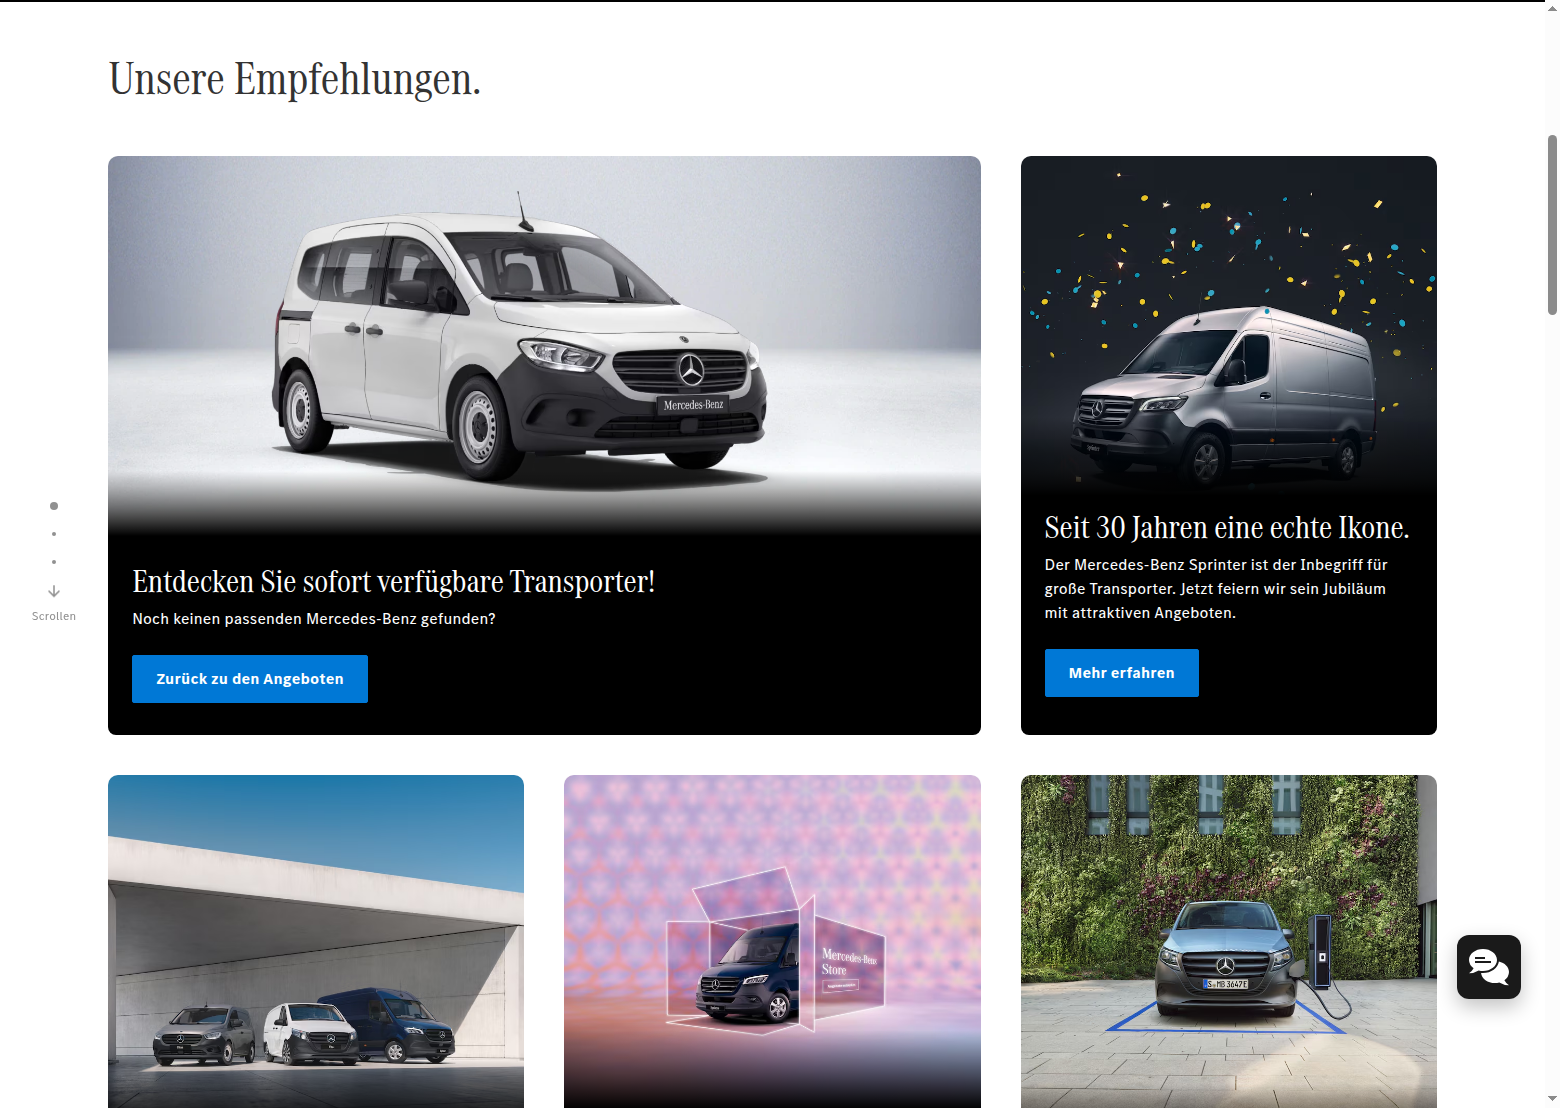 Unsere Empfehlungen.
Mercedes-Benz
Entdecken Sie sofort verfügbare Transporter!
Noch keinen passenden Mercedes-Benz gefunden?
Zurück zu den Angeboten
Seit 30 Jahren eine echte Ikone.
Der Mercedes-Benz Sprinter ist der Inbegriff für
große Transporter. Jetzt feiern wir sein Jubiläum
mit attraktiven Angeboten.
Mehr erfahren
Scrollen
Mercedes-Benz
Store
S MB 3647E